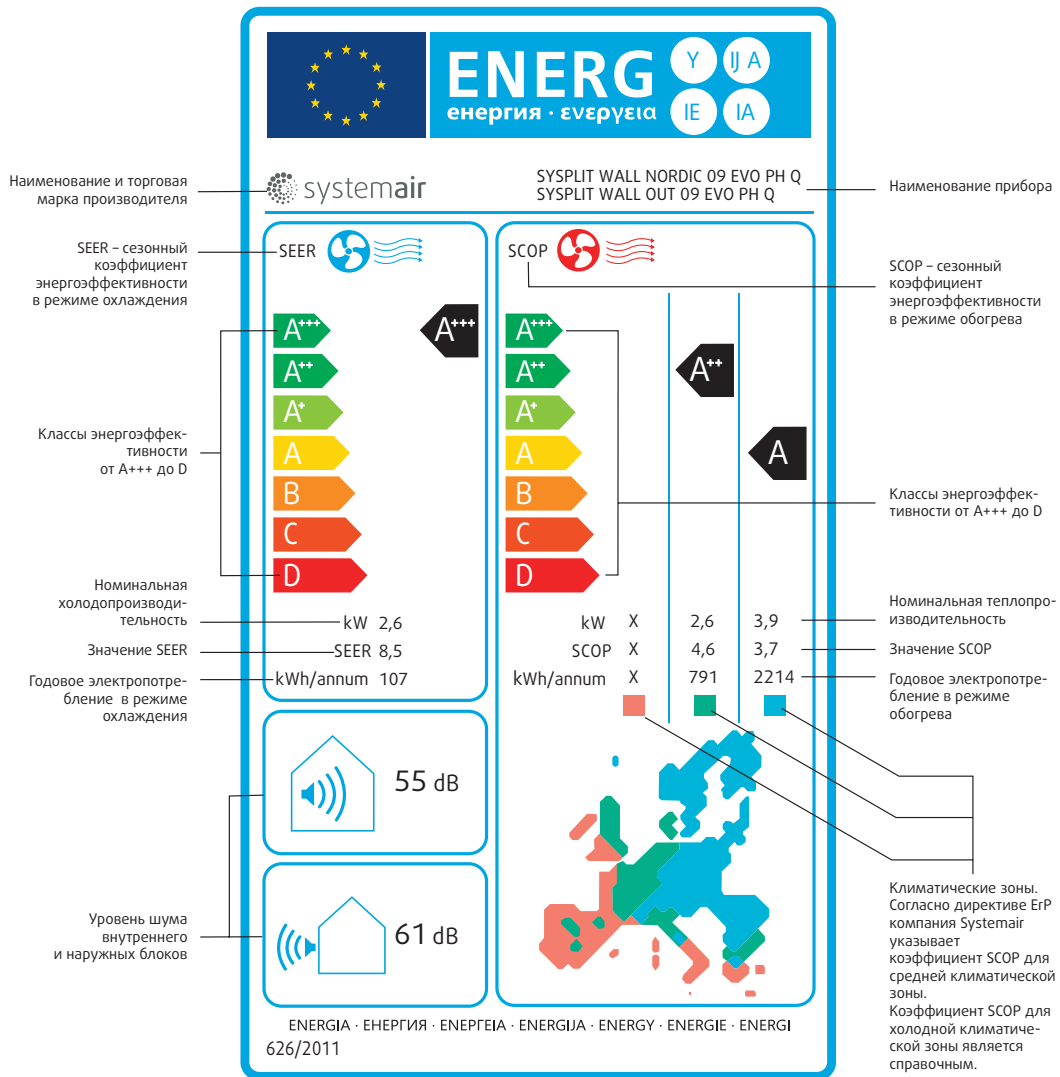 ENERG
енергия · ενεργεια
Y
IJA
IE
IA
Наименование и торговая
марка производителя
systemair
SYSPLIT WALL NORDIC 09 EVO PH Q
SYSPLIT WALL OUT 09 EVO PH Q
Наименование прибора
SEER – сезонный
коэффициент
энергоэффективности
в режиме охлаждения
SEER
SCOP
SCOP – сезонный
коэффициент
энергоэффективности
в режиме обогрева
A+++
A++
A+
A
B
C
D
A+++
A+++
A++
A+
A
B
C
D
A++
A
Классы энергоэффек-
тивности
от A+++ до D
Классы энергоэффек-
тивности от A+++ до D
Номинальная
холодопроизводи-
тельность
kW 2,6
kW X 2,6 3,9
Номинальная теплопро-
изводительность
Значение SEER
SEER 8,5
SCOP X 4,6 3,7
Значение SCOP
Годовое электропотре-
бление в режиме
охлаждения
kWh/annum 107
kWh/annum X 791 2214
Годовое электропотре-
бление в режиме
обогрева
55 dB
61 dB
Уровень шума
внутреннего
и наружных блоков
Климатические зоны.
Согласно директиве ErP
компания Systemair
указывает
коэффициент SCOP для
средней климатической
зоны.
Коэффициент SCOP для
холодной климатиче-
ской зоны является
справочным.
ENERGIA · ЕНЕРГИЯ · ΕΝΕΡΓΕΙΑ · ENERGIJA · ENERGY · ENERGIE · ENERGI
626/2011